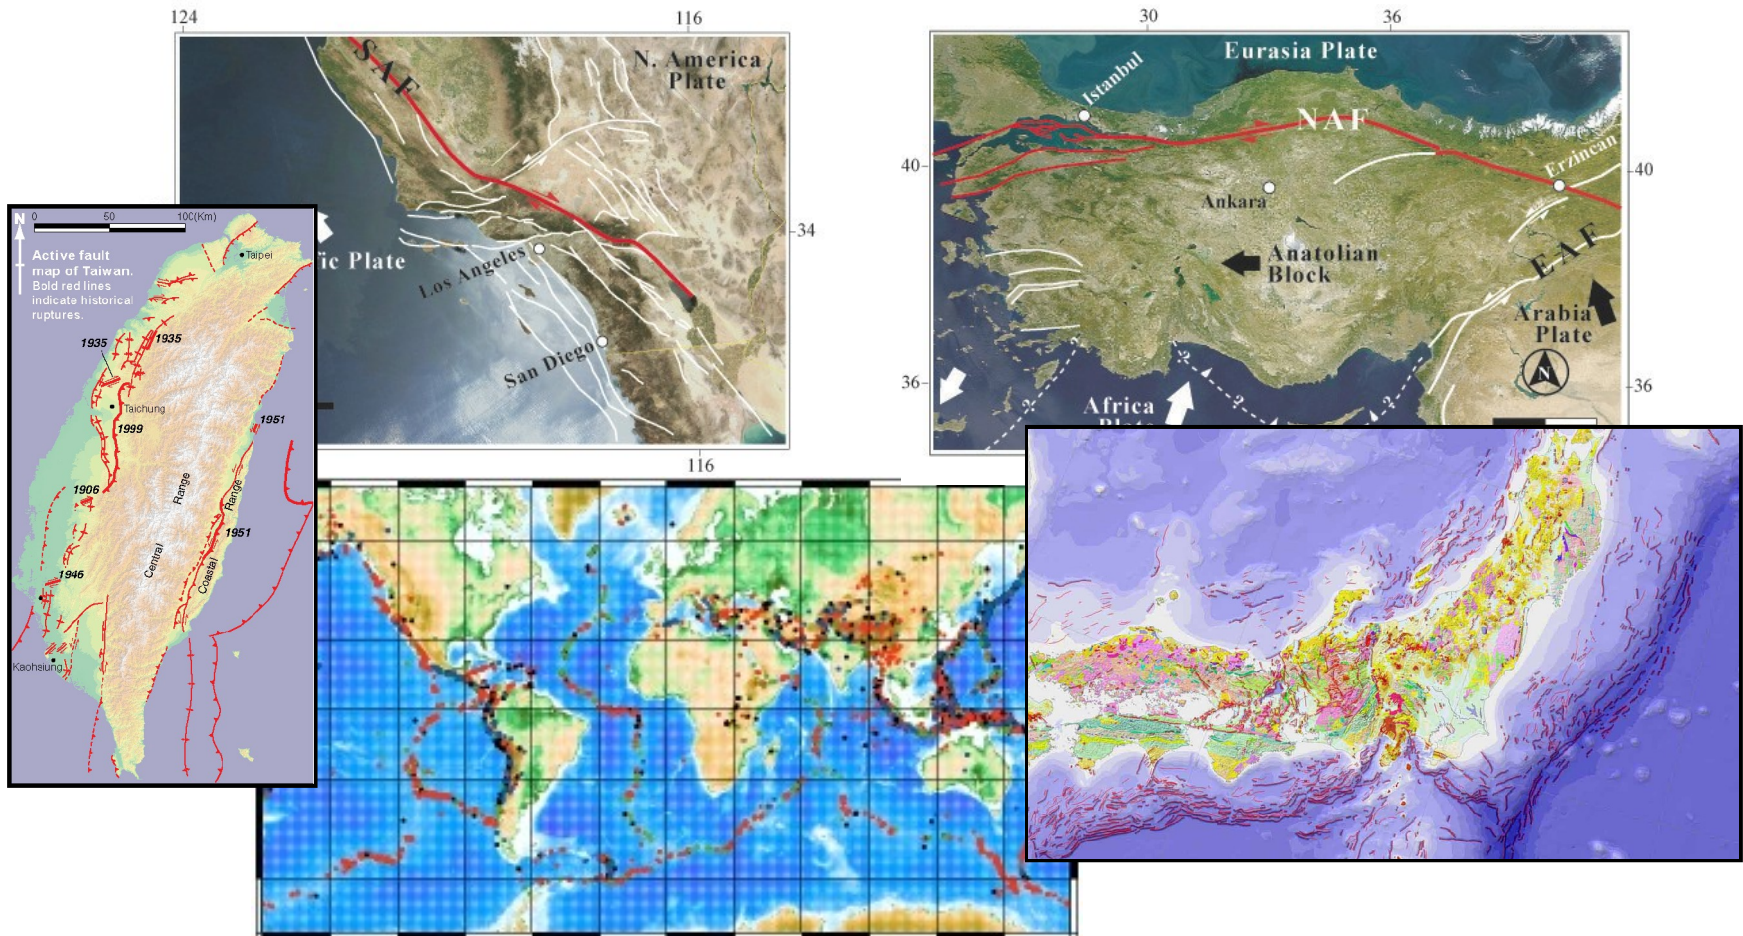 124
116
SAF
N. America
Plate
34
fic Plate
Los Angeles
San Diego
116
30
36
Eurasia Plate
Istanbul
NAF
Erzincan
40
40
Ankara
Anatolian
Block
EAF
Arabia
Plate
N
36
36
Africa
?
?
?
?
N
0 50 100(Km)
Active fault
map of Taiwan.
Bold red lines
indicate historical
ruptures.
Taipei
1935
1935
Taichung
1999
1951
1906
Central Range
Coastal Range
1951
1946
Kaohsiung